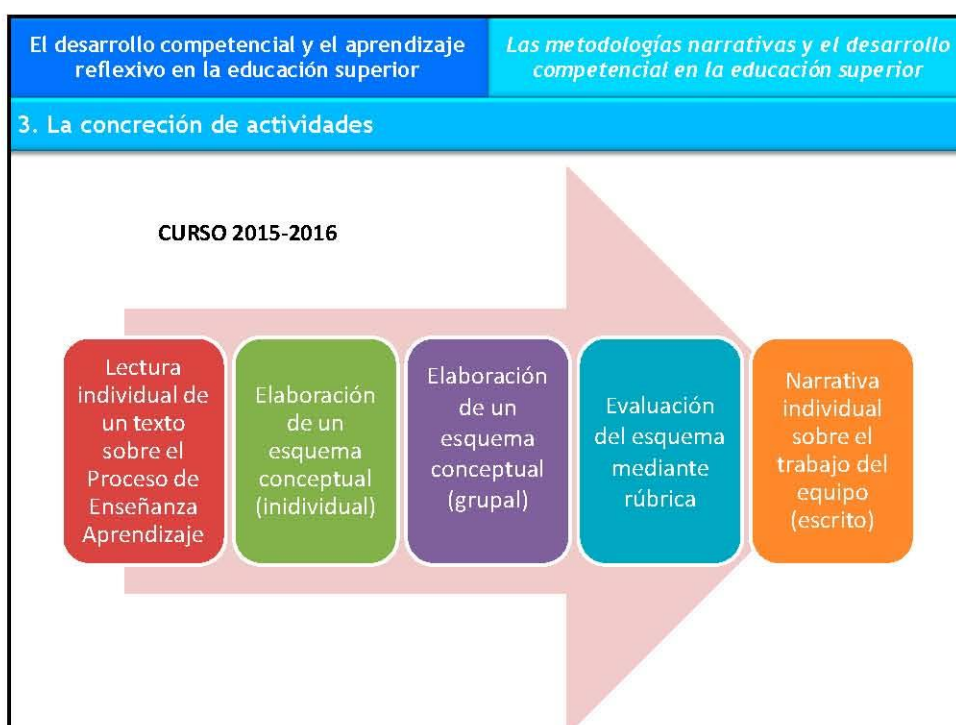 El desarrollo competencial y el aprendizaje
reflexivo en la educación superior
Las metodologías narrativas y el desarrollo
competencial en la educación superior
3. La concreción de actividades
CURSO 2015-2016
Lectura
individual de
un texto
sobre el
Proceso de
Enseñanza
Aprendizaje
Elaboración
de un
esquema
conceptual
(inidividual)
Elaboración
de un
esquema
conceptual
(grupal)
Evaluación
del esquema
mediante
rúbrica
Narrativa
individual
sobre el
trabajo del
equipo
(escrito)